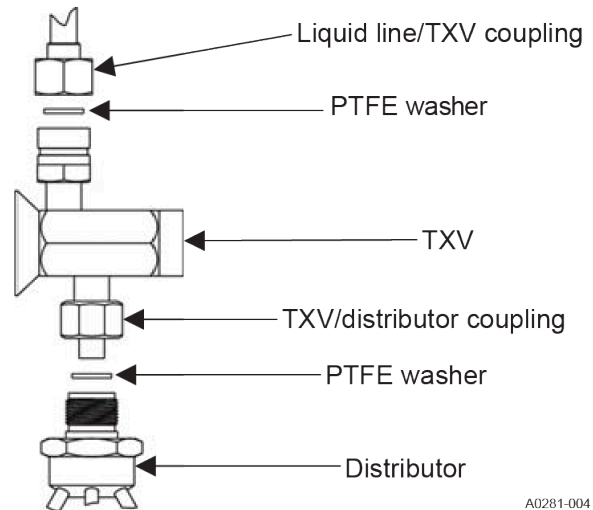 Liquid line/TXV coupling
PTFE washer
TXV
TXV/distributor coupling
PTFE washer
Distributor
A0281-004